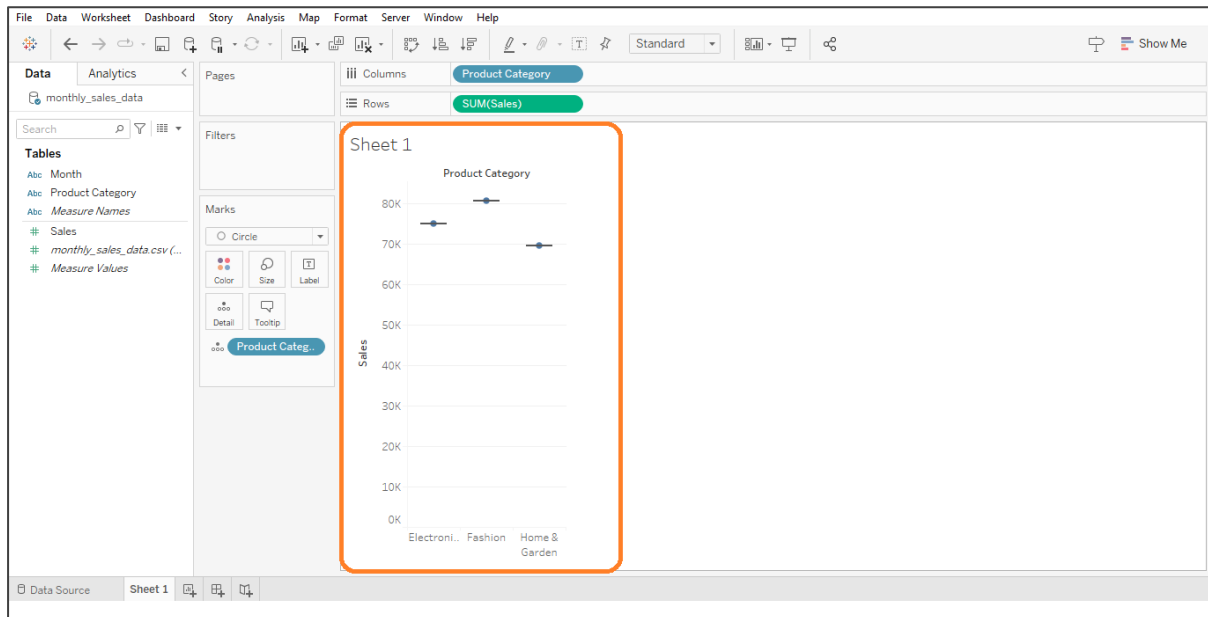 File Data Worksheet Dashboard Story Analysis Map Format Server Window Help
Standard
Show Me
Data Analytics
monthly_sales_data
Search
Tables
Abc Month
Abc Product Category
Abc Measure Names
# Sales
# monthly_sales_data.csv (...
# Measure Values
Pages
Filters
Marks
Circle
Color Size Label
Detail Tooltip
Product Categ..
Columns Product Category
Rows SUM(Sales)
Sheet 1
Product Category
80K
70K
60K
50K
40K
30K
20K
10K
0K
Sales
Electroni.. Fashion Home &
Garden
Data Source Sheet 1